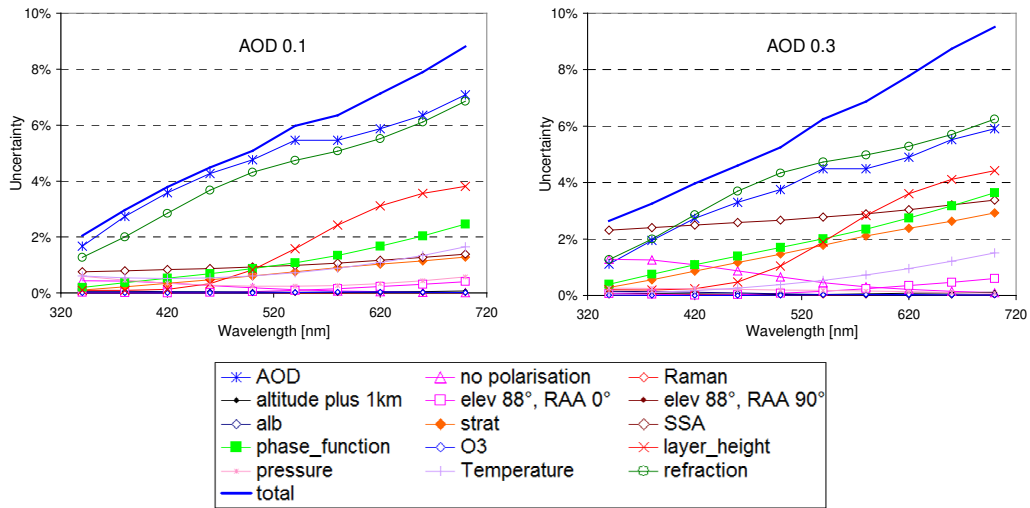 10%
8%
6%
4%
2%
0%
Uncertainty
AOD 0.1
320
420
520
620
720
Wavelength [nm]
10%
8%
6%
4%
2%
0%
Uncertainty
AOD 0.3
320
420
520
620
720
Wavelength [nm]
AOD no polarisation Raman
altitude plus 1km elev 88°, RAA 0° elev 88°, RAA 90°
alb strat SSA
phase_function O3 layer_height
pressure Temperature refraction
total